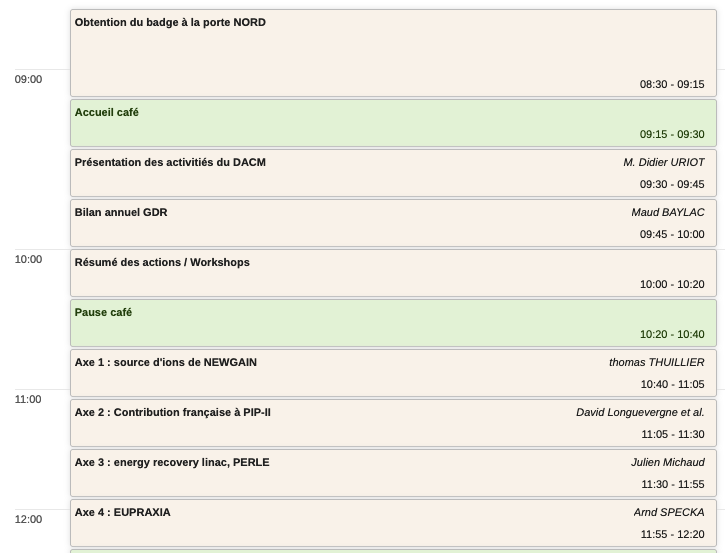 Obtention du badge à la porte NORD
09:00
08:30 - 09:15
Accueil café
09:15 - 09:30
Présentation des activitiés du DACM M. Didier URIOT
09:30 - 09:45
Bilan annuel GDR Maud BAYLAC
09:45 - 10:00
10:00
Résumé des actions / Workshops
10:00 - 10:20
Pause café
10:20 - 10:40
Axe 1 : source d'ions de NEWGAIN thomas THUILLIER
10:40 - 11:05
11:00
Axe 2 : Contribution française à PIP-II David Longuevergne et al.
11:05 - 11:30
Axe 3 : energy recovery linac, PERLE Julien Michaud
11:30 - 11:55
Axe 4 : EUPRAXIA Arnd SPECKA
12:00
11:55 - 12:20